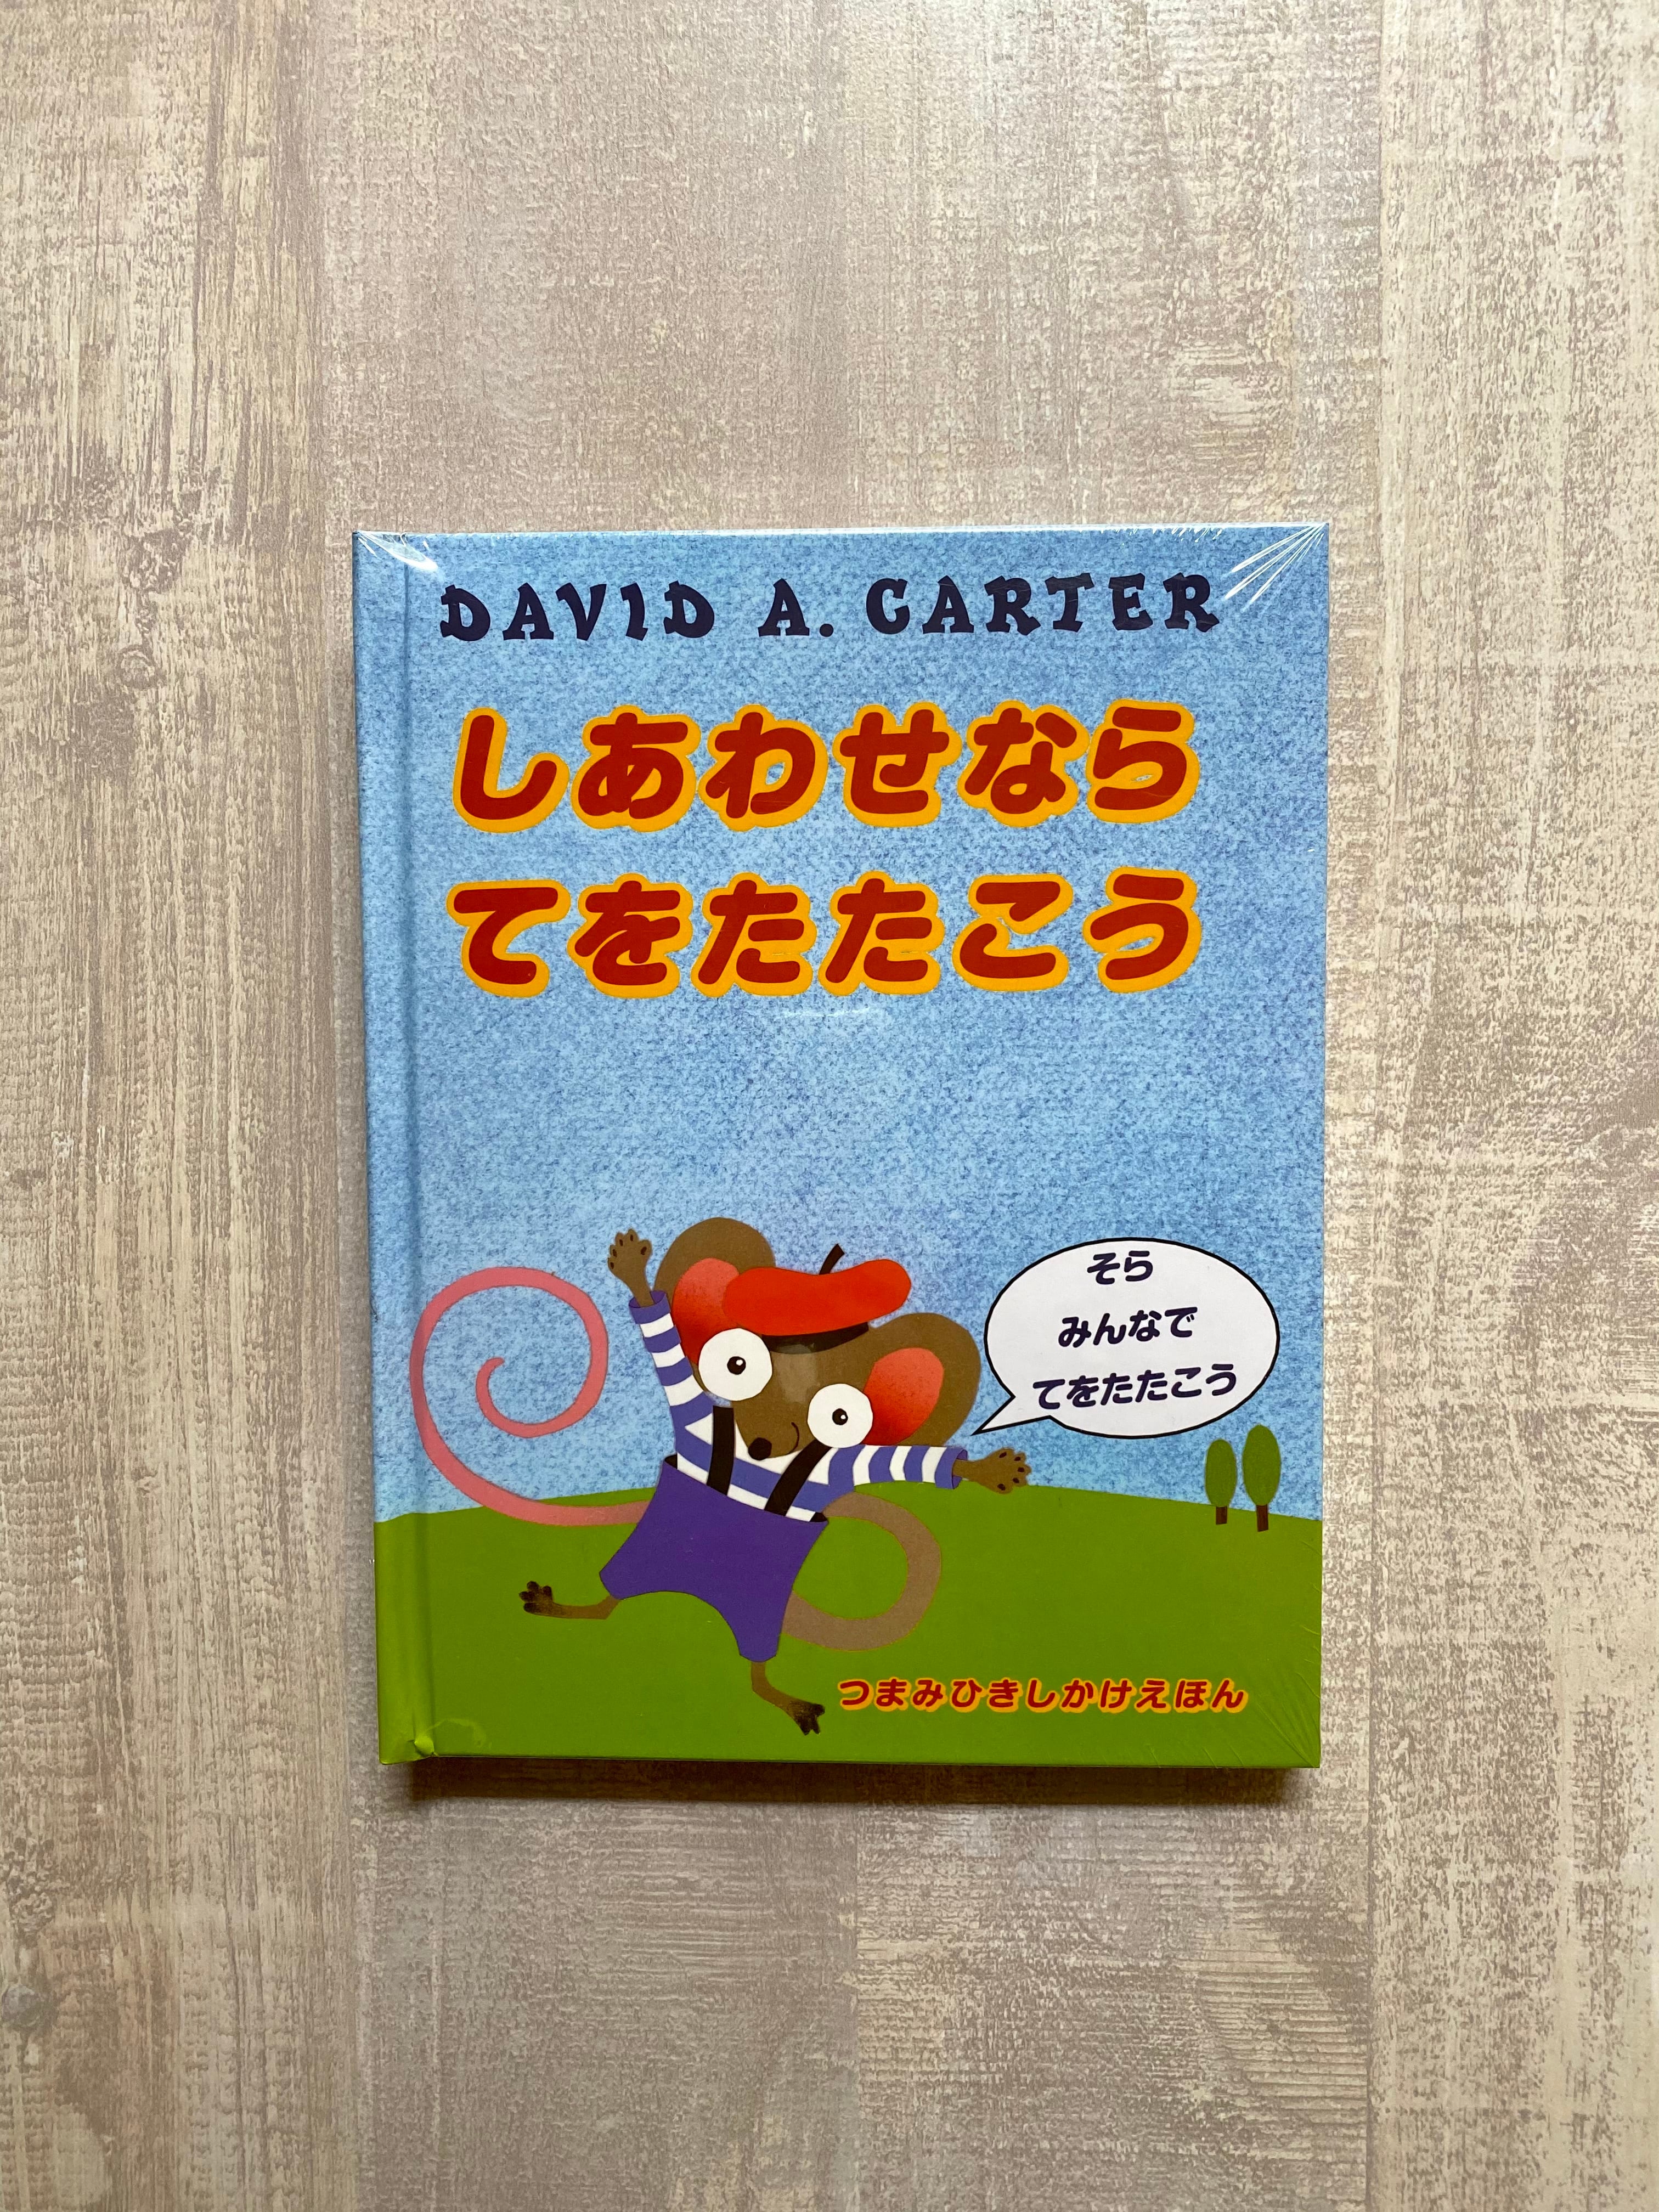 DAVID A. CARTER
しあわせなら
てをたたこう
そら
みんなで
てをたたこう
つまみひきしかけえほん